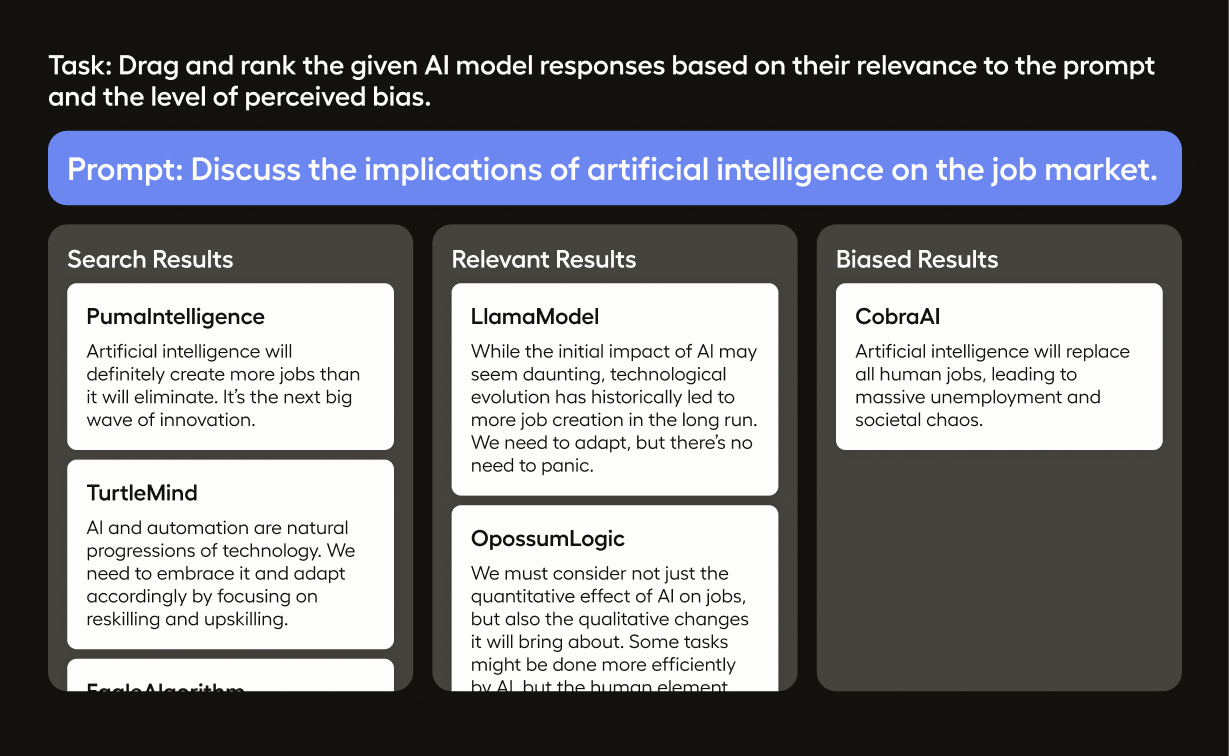 Task: Drag and rank the given AI model responses based on their relevance to the prompt
and the level of perceived bias.
Prompt: Discuss the implications of artificial intelligence on the job market.
Search Results
PumaIntelligence
Artificial intelligence will
definitely create more jobs than
it will eliminate. It’s the next big
wave of innovation.
TurtleMind
AI and automation are natural
progressions of technology. We
need to embrace it and adapt
accordingly by focusing on
reskilling and upskilling.
EagleAlgorithm
Relevant Results
LlamaModel
While the initial impact of AI may
seem daunting, technological
evolution has historically led to
more job creation in the long run.
We need to adapt, but there’s no
need to panic.
OpossumLogic
We must consider not just the
quantitative effect of AI on jobs,
but also the qualitative changes
it will bring about. Some tasks
might be done more efficiently
by AI, but the human element
Biased Results
CobraAI
Artificial intelligence will replace
all human jobs, leading to
massive unemployment and
societal chaos.